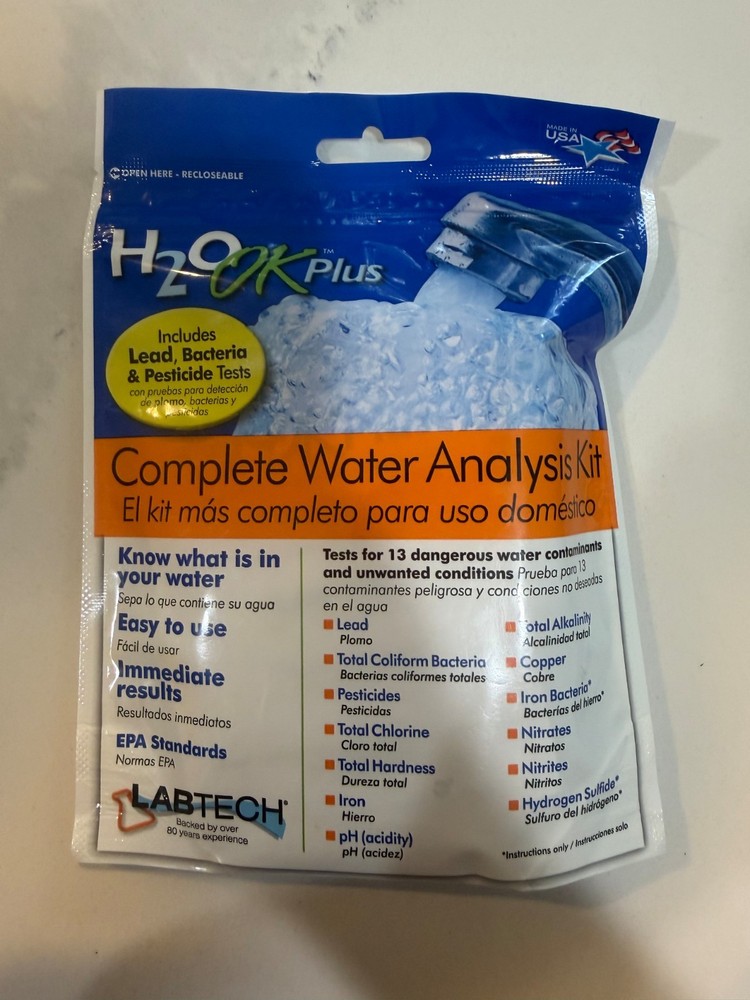 MADE IN
USA
OPEN HERE - RECLOSEABLE
H2O OK Plus™
Includes
Lead, Bacteria
& Pesticide Tests
con pruebas para detección
de plomo, bacterias y
pesticidas
Complete Water Analysis Kit
El kit más completo para uso doméstico
Know what is in
your water
Sepa lo que contiene su agua
Easy to use
Fácil de usar
Immediate
results
Resultados inmediatos
EPA Standards
Normas EPA
LABTECH®
Backed by over
80 years experience
Tests for 13 dangerous water contaminants
and unwanted conditions Prueba para 13
contaminantes peligrosa y condiciones no deseadas
en el agua
Lead
Plomo
Total Coliform Bacteria
Bacterias coliformes totales
Pesticides
Pesticidas
Total Chlorine
Cloro total
Total Hardness
Dureza total
Iron
Hierro
pH (acidity)
pH (acidez)
Total Alkalinity
Alcalinidad total
Copper
Cobre
Iron Bacteria*
Bacterías del hierro*
Nitrates
Nitratos
Nitrites
Nitritos
Hydrogen Sulfide*
Sulfuro del hidrógeno*
*Instructions only / Instrucciones solo